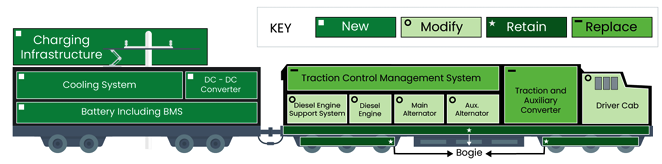 KEY
New
Modify
Retain
Replace
Charging
Infrastructure
Cooling System
DC - DC
Converter
Battery Including BMS
Traction Control Management System
Diesel Engine
Support System
Diesel
Engine
Main
Alternator
Aux.
Alternator
Traction and
Auxiliary
Converter
Driver Cab
Bogie